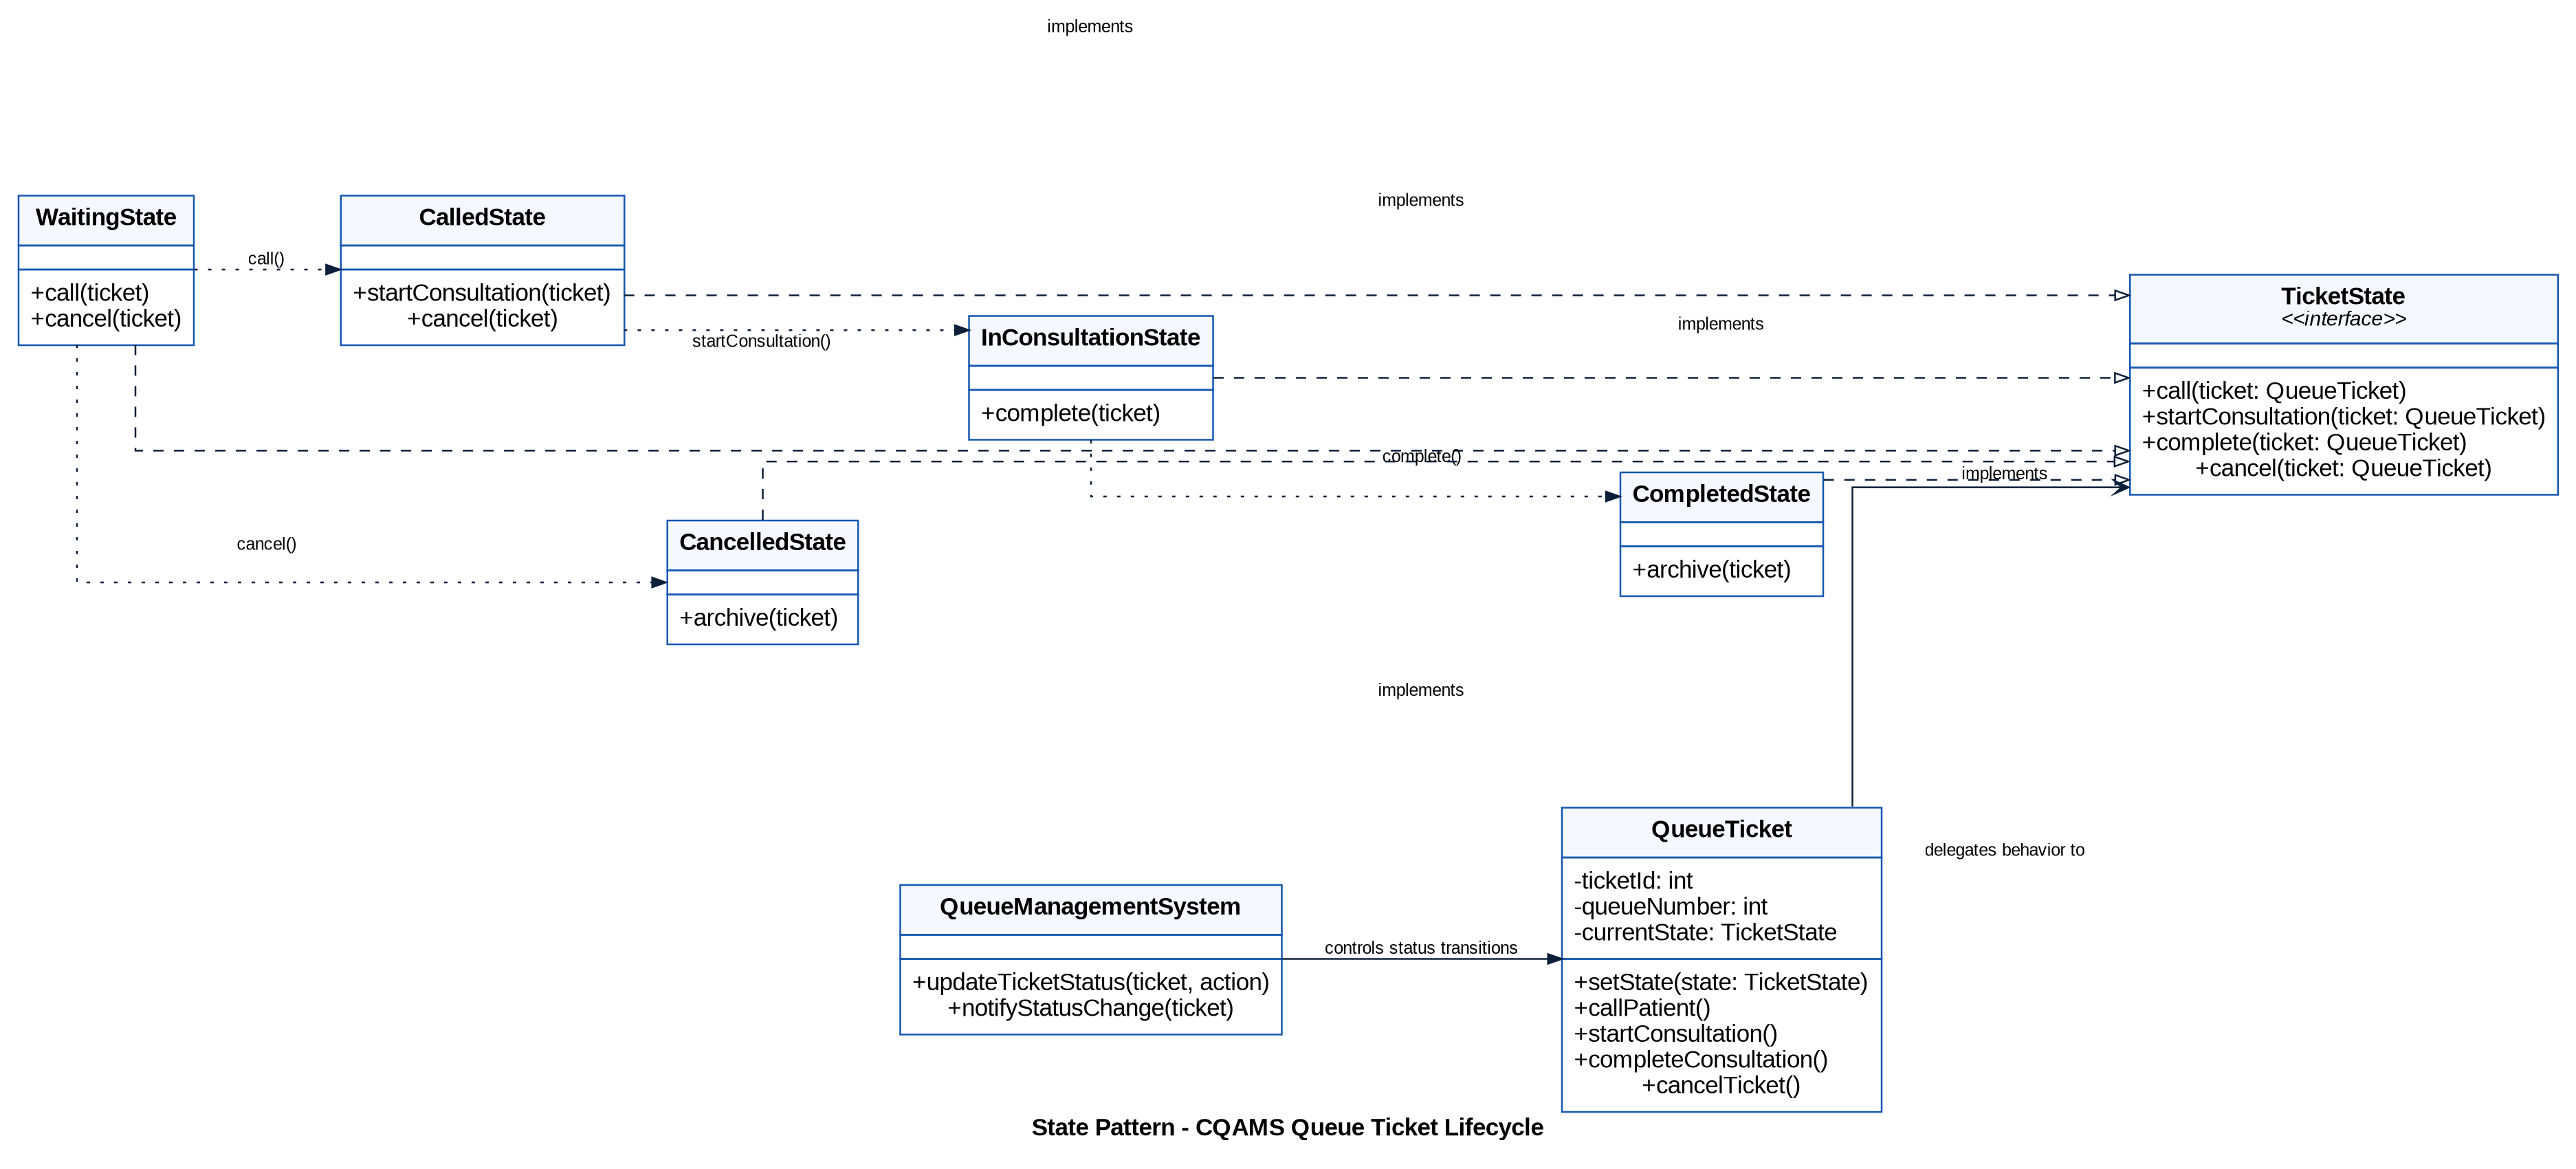 implements
implements
WaitingState
+call(ticket)
+cancel(ticket)
call()
CalledState
+startConsultation(ticket)
+cancel(ticket)
startConsultation()
InConsultationState
+complete(ticket)
implements
TicketState
<<interface>>
+call(ticket: QueueTicket)
+startConsultation(ticket: QueueTicket)
+complete(ticket: QueueTicket)
+cancel(ticket: QueueTicket)
complete()
implements
CompletedState
+archive(ticket)
cancel()
CancelledState
+archive(ticket)
implements
QueueTicket
-ticketId: int
-queueNumber: int
-currentState: TicketState
+setState(state: TicketState)
+callPatient()
+startConsultation()
+completeConsultation()
+cancelTicket()
delegates behavior to
QueueManagementSystem
+updateTicketStatus(ticket, action)
+notifyStatusChange(ticket)
controls status transitions
State Pattern - CQAMS Queue Ticket Lifecycle